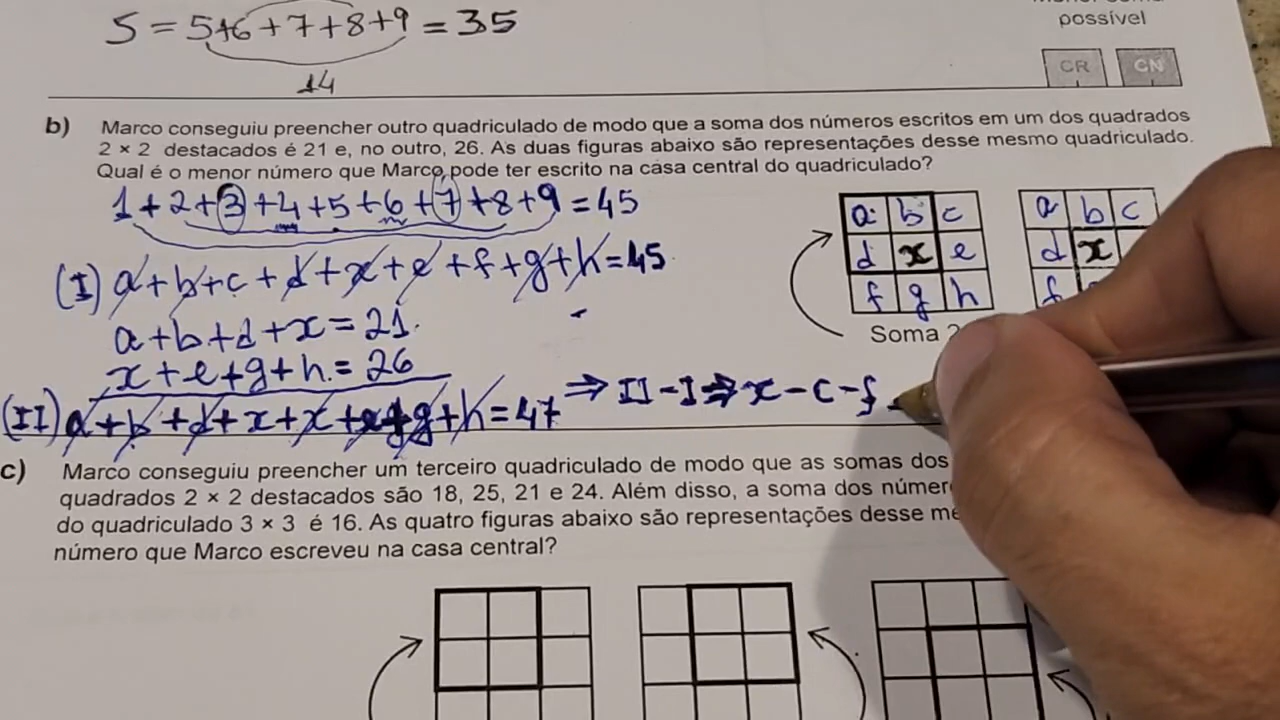 S = 5+6+7+8+9 = 35
14
possível
CR CN
b) Marco conseguiu preencher outro quadriculado de modo que a soma dos números escritos em um dos quadrados
2 × 2 destacados é 21 e, no outro, 26. As duas figuras abaixo são representações desse mesmo quadriculado.
Qual é o menor número que Marco pode ter escrito na casa central do quadriculado?
1+2+3+4+5+6+7+8+9=45
(I) a+b+c+d+x+e+f+g+h=45
a+b+d+x=21.
x+e+g+h=26
(II) a+b+d+x+x+e+g+h=47 ⇒ II-I ⇒ x-c-f
a b c
d x e
f g h
Soma 2
a b c
d x
f
c) Marco conseguiu preencher um terceiro quadriculado de modo que as somas dos
quadrados 2 × 2 destacados são 18, 25, 21 e 24. Além disso, a soma dos númer
do quadriculado 3 × 3 é 16. As quatro figuras abaixo são representações desse me
número que Marco escreveu na casa central?